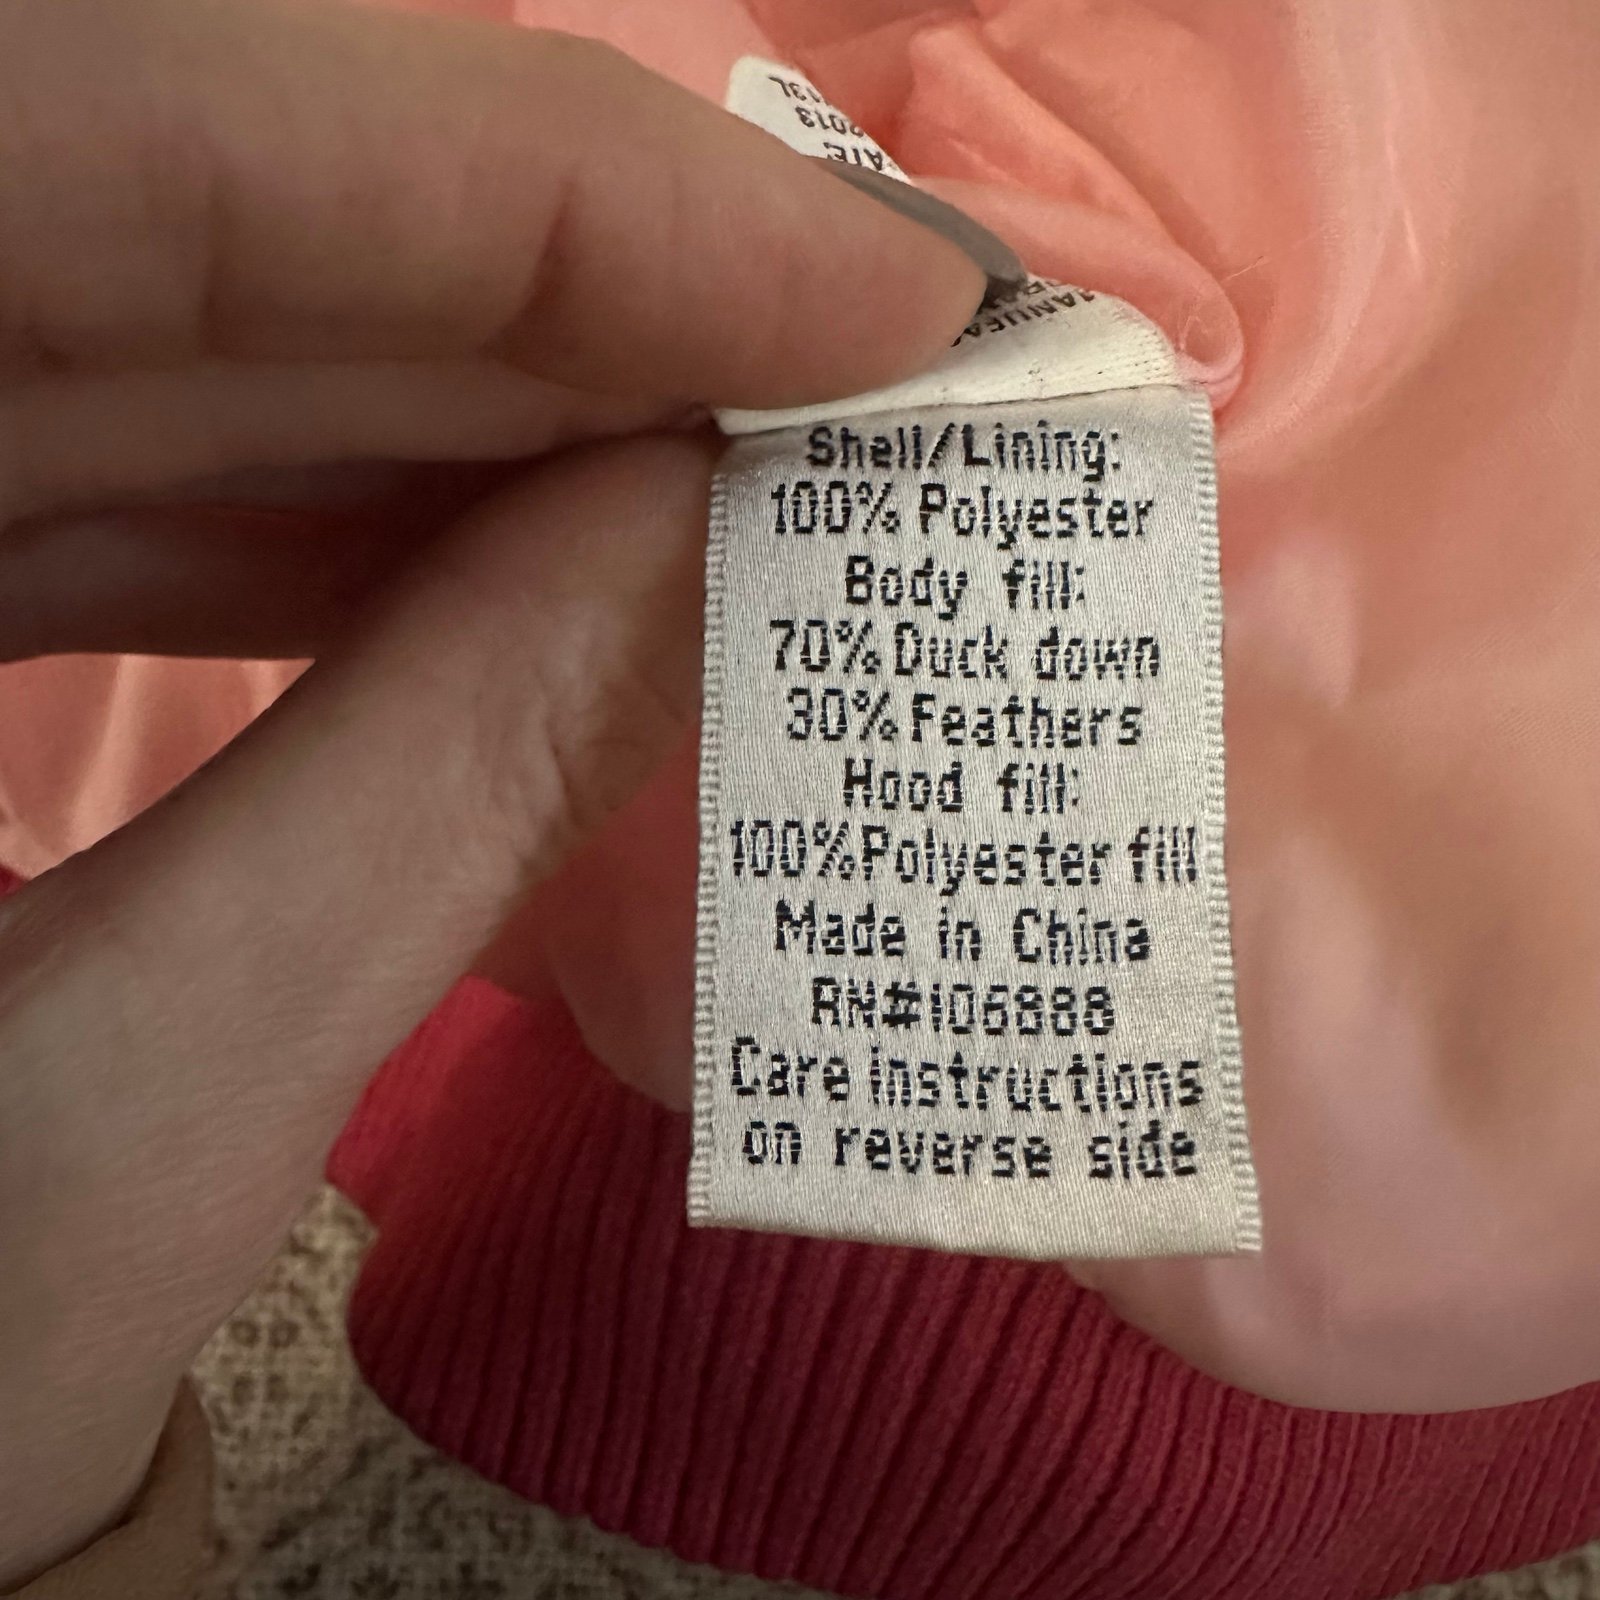 2013
Shell/Lining:
100% Polyester
Body fill:
70% Duck down
30% Feathers
Hood fill:
100% Polyester fill
Made in China
RN#106888
Care instructions
on reverse side